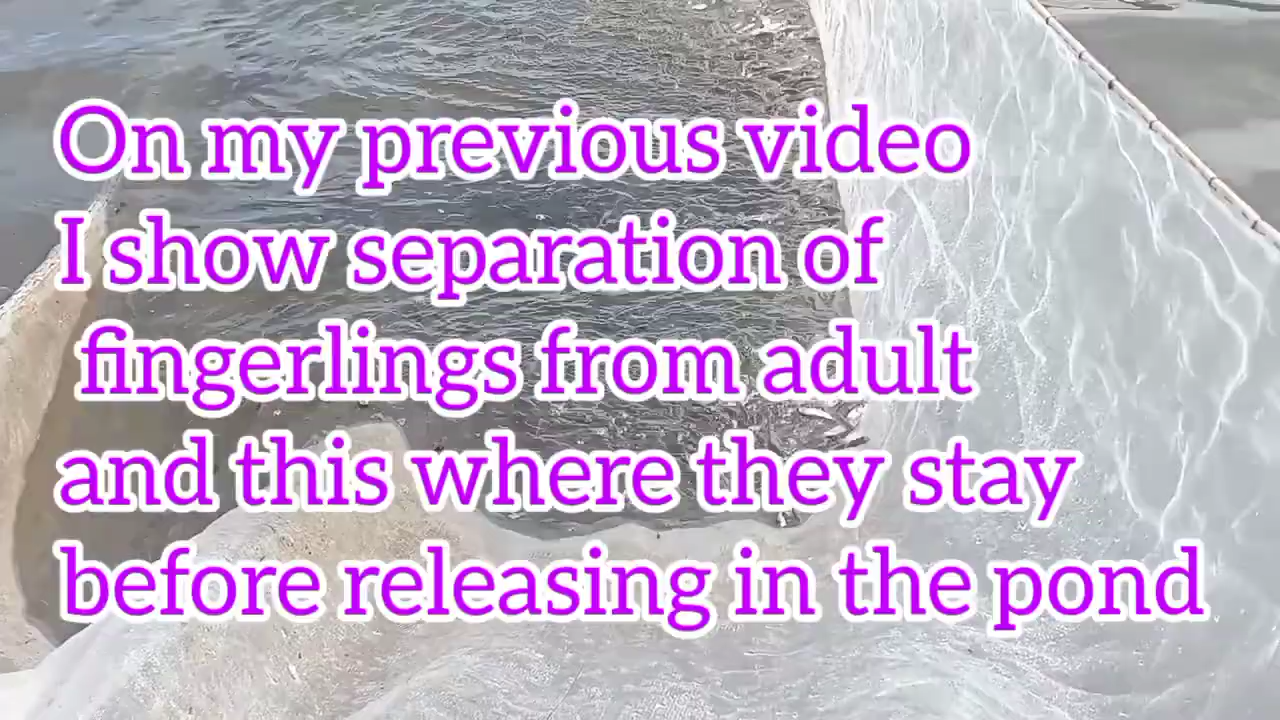 On my previous video
I show separation of
fingerlings from adult
and this where they stay
before releasing in the pond